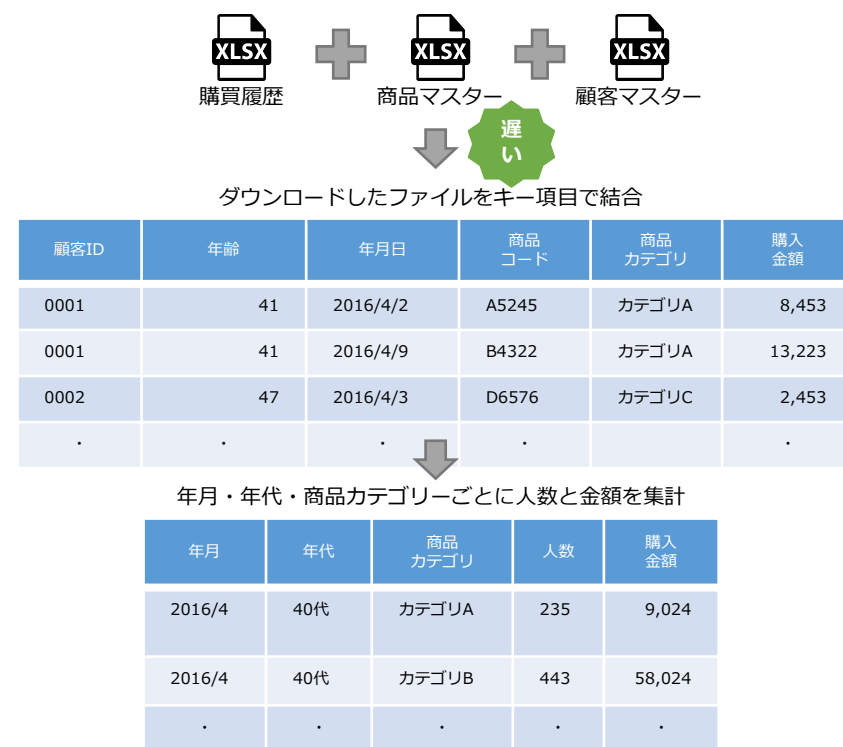 XLSX XLSX XLSX
購買履歴 商品マスター 顧客マスター
遅
い
ダウンロードしたファイルをキー項目で結合
顧客ID 年齢 年月日 商品コード 商品カテゴリ 購入金額
0001 41 2016/4/2 A5245 カテゴリA 8,453
0001 41 2016/4/9 B4322 カテゴリA 13,223
0002 47 2016/4/3 D6576 カテゴリC 2,453
・ ・ ・ ・ ・
年月・年代・商品カテゴリーごとに人数と金額を集計
年月 年代 商品カテゴリ 人数 購入金額
2016/4 40代 カテゴリA 235 9,024
2016/4 40代 カテゴリB 443 58,024
・ ・ ・ ・ ・